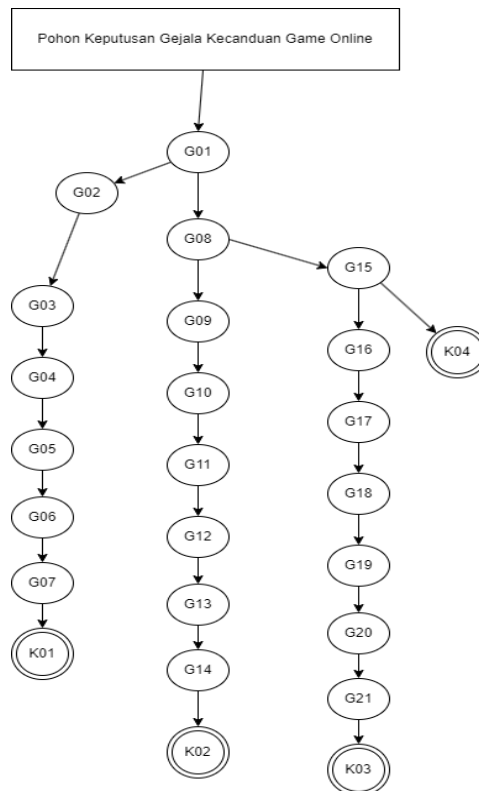 Pohon Keputusan Gejala Kecanduan Game Online
G01
G02
G08
G15
G03
G09
G16
K04
G04
G10
G17
G05
G11
G18
G06
G12
G19
G07
G13
G20
K01
G14
G21
K02
K03